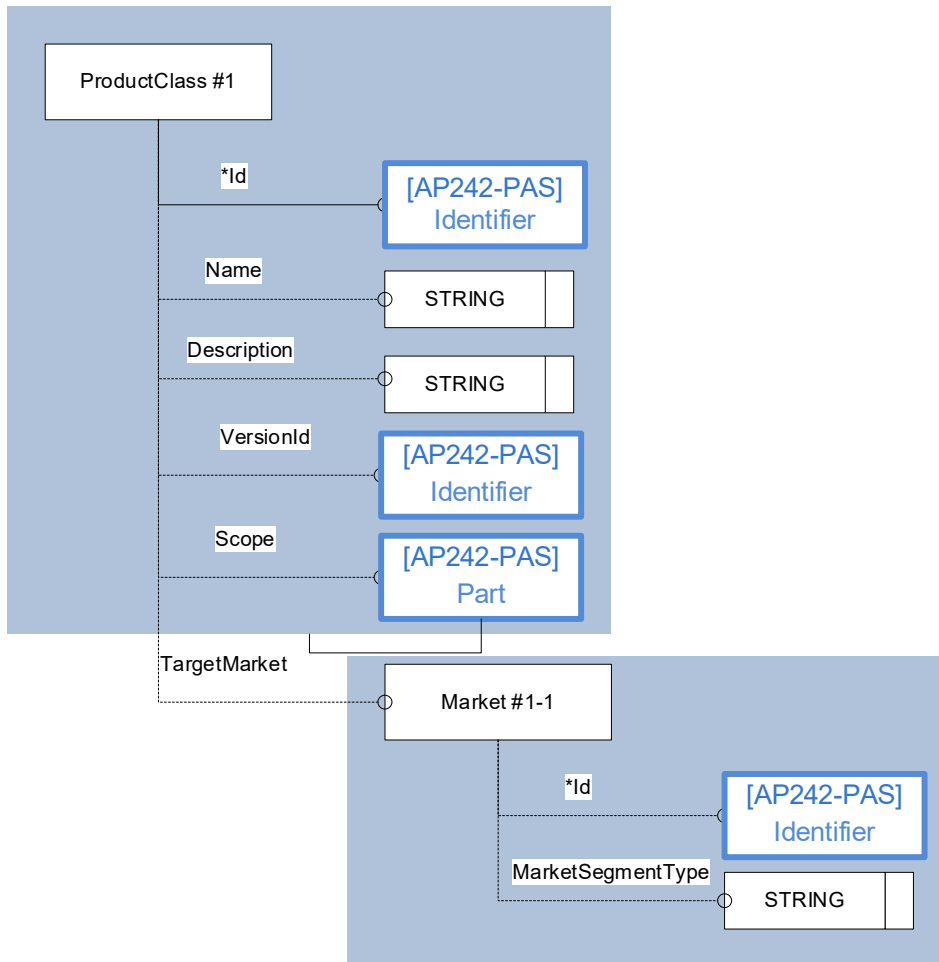 ProductClass #1
*Id
[AP242-PAS]
Identifier
Name
STRING
Description
STRING
VersionId
[AP242-PAS]
Identifier
Scope
[AP242-PAS]
Part
TargetMarket
Market #1-1
*Id
[AP242-PAS]
Identifier
MarketSegmentType
STRING